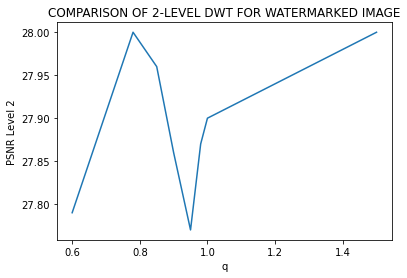 COMPARISON OF 2-LEVEL DWT FOR WATERMARKED IMAGE
28.00
27.95
27.90
27.85
27.80
PSNR Level 2
0.6 0.8 1.0 1.2 1.4
q